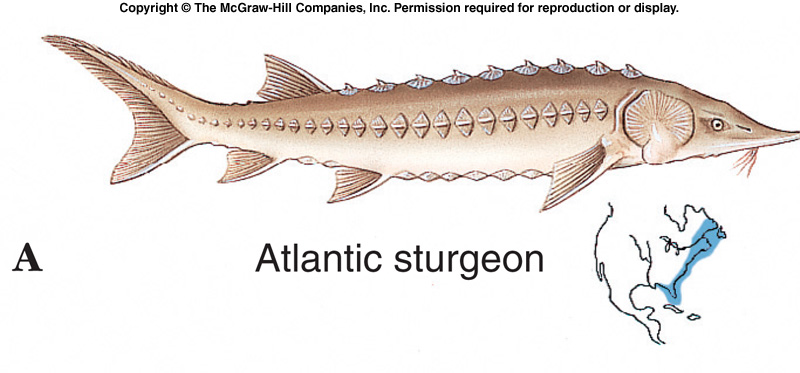 Copyright © The McGraw-Hill Companies, Inc. Permission required for reproduction or display.
A
Atlantic sturgeon